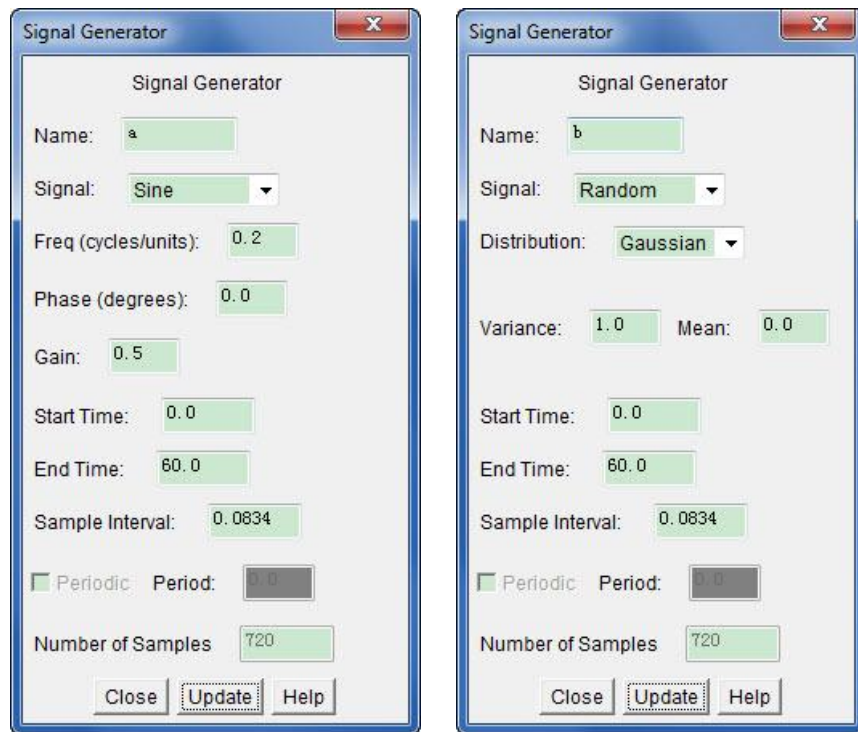 Signal Generator
Signal Generator
Name: a
Signal: Sine
Freq (cycles/units): 0.2
Phase (degrees): 0.0
Gain: 0.5
Start Time: 0.0
End Time: 60.0
Sample Interval: 0.0834
Periodic Period: 0.0
Number of Samples 720
Close Update Help
Signal Generator
Signal Generator
Name: b
Signal: Random
Distribution: Gaussian
Variance: 1.0 Mean: 0.0
Start Time: 0.0
End Time: 60.0
Sample Interval: 0.0834
Periodic Period: 0.0
Number of Samples 720
Close Update Help